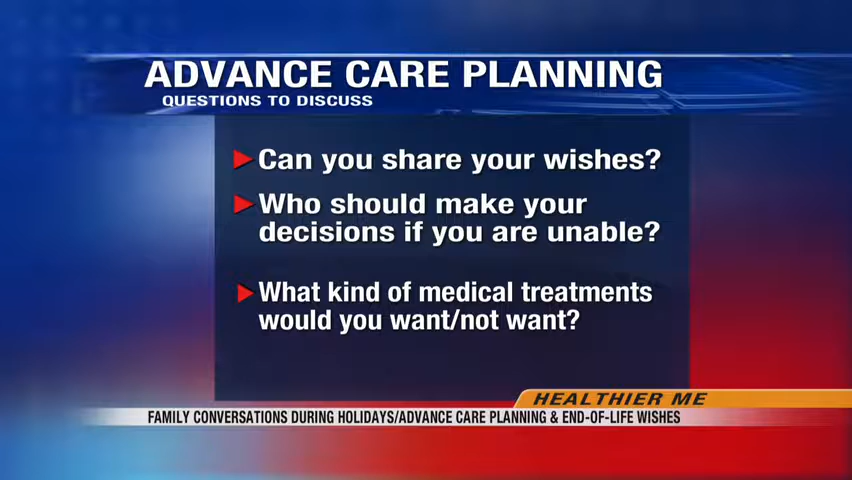 ADVANCE CARE PLANNING
QUESTIONS TO DISCUSS
Can you share your wishes?
Who should make your
decisions if you are unable?
What kind of medical treatments
would you want/not want?
HEALTHIER ME
FAMILY CONVERSATIONS DURING HOLIDAYS/ADVANCE CARE PLANNING & END-OF-LIFE WISHES